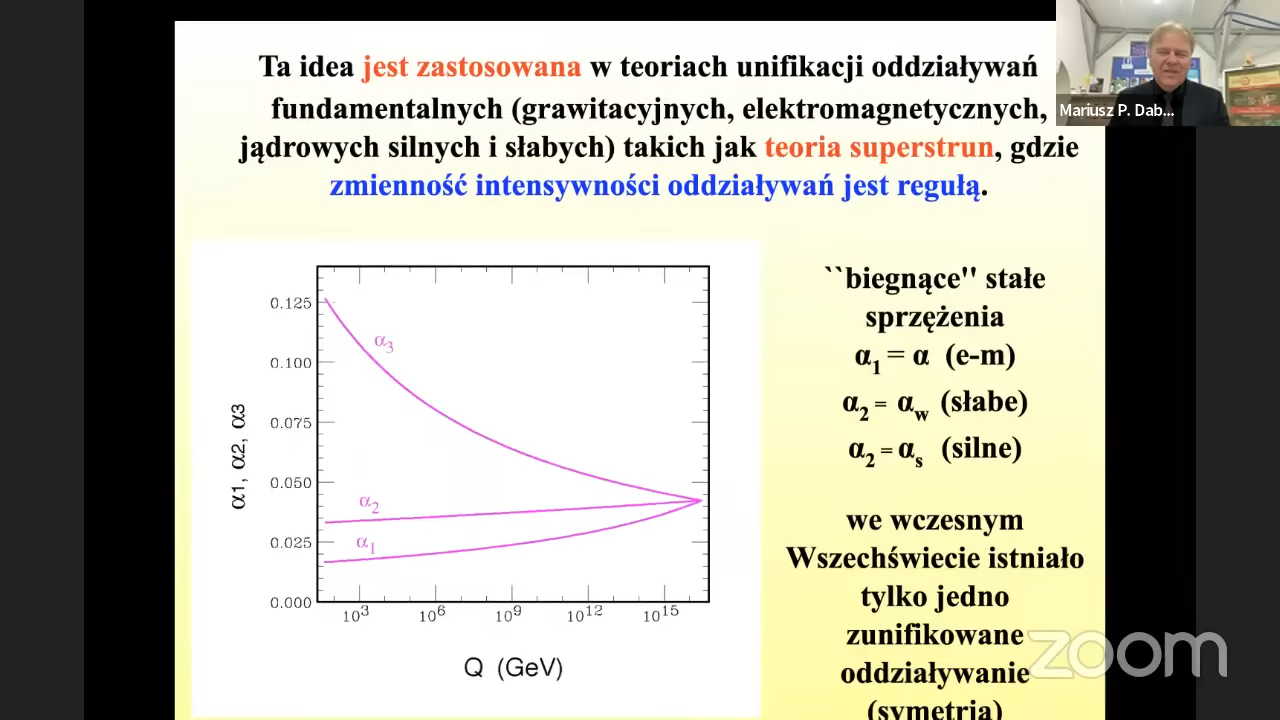 Ta idea jest zastosowana w teoriach unifikacji oddziaływań
fundamentalnych (grawitacyjnych, elektromagnetycznych,
jądrowych silnych i słabych) takich jak teoria superstrun, gdzie
zmienność intensywności oddziaływań jest regułą.
Mariusz P. Dab...
α1, α2, α3
0.125
0.100
0.075
0.050
0.025
0.000
α₃
α₂
α₁
10³ 10⁶ 10⁹ 10¹² 10¹⁵
Q (GeV)
``biegnące'' stałe
sprzężenia
α₁ = α (e-m)
α₂ = αw (słabe)
α₂ = αs (silne)
we wczesnym
Wszechświecie istniało
tylko jedno
zunifikowane
oddziaływanie
(symetria)
zoom